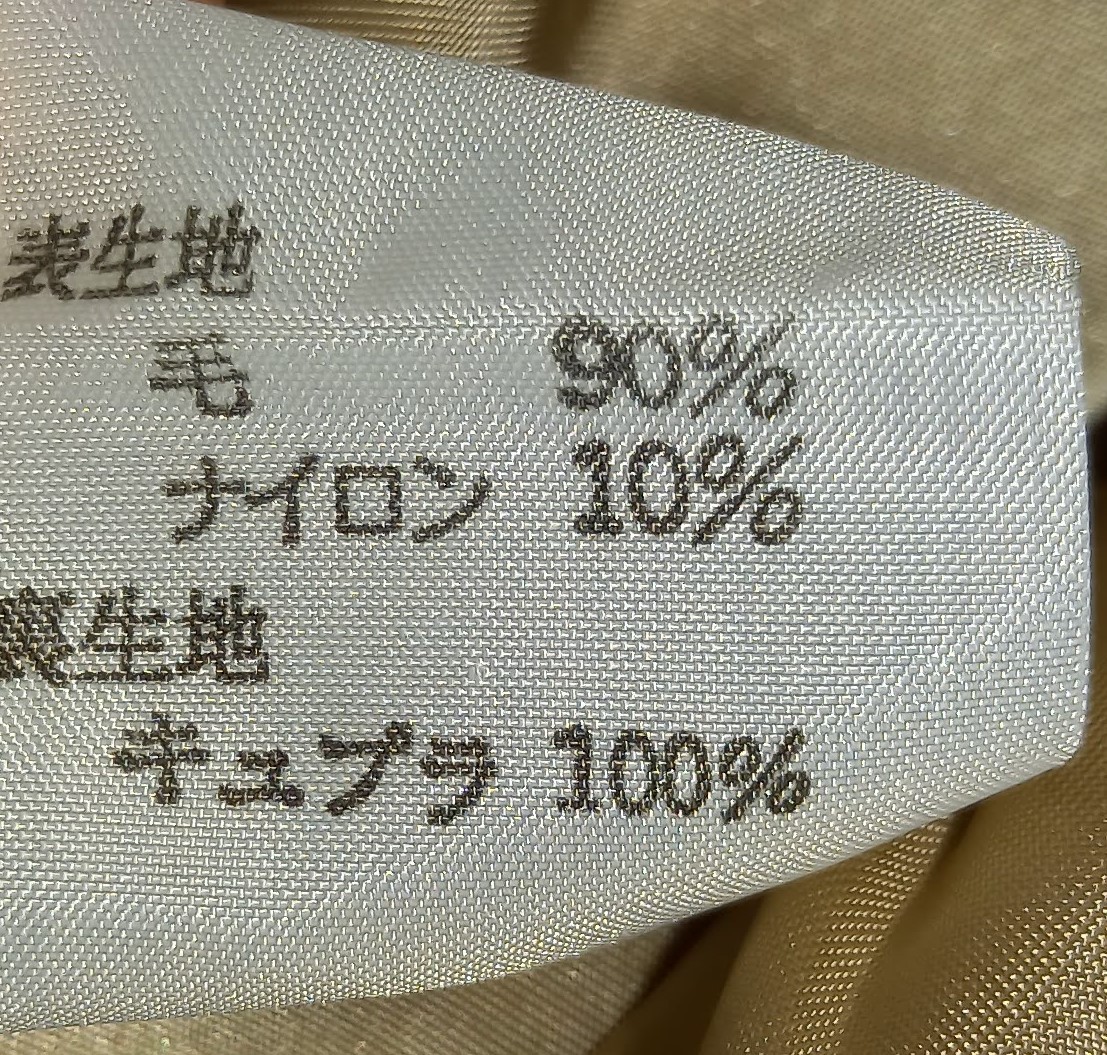 表生地
毛 90%
ナイロン 10%
裏生地
キュプラ 100%